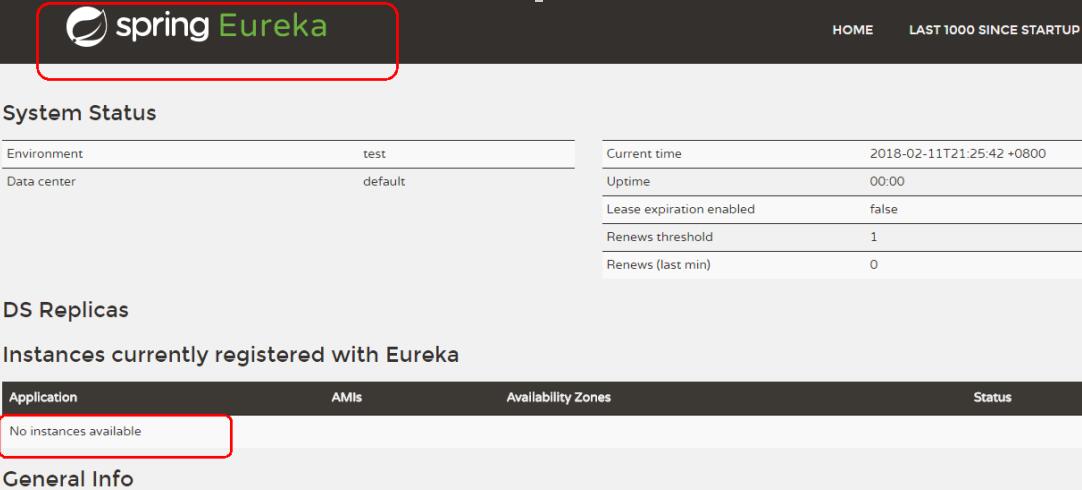 spring Eureka
HOME LAST 1000 SINCE STARTUP
System Status
Environment test
Data center default
Current time 2018-02-11T21:25:42 +0800
Uptime 00:00
Lease expiration enabled false
Renews threshold 1
Renews (last min) 0
DS Replicas
Instances currently registered with Eureka
Application AMIs Availability Zones Status
No instances available
General Info